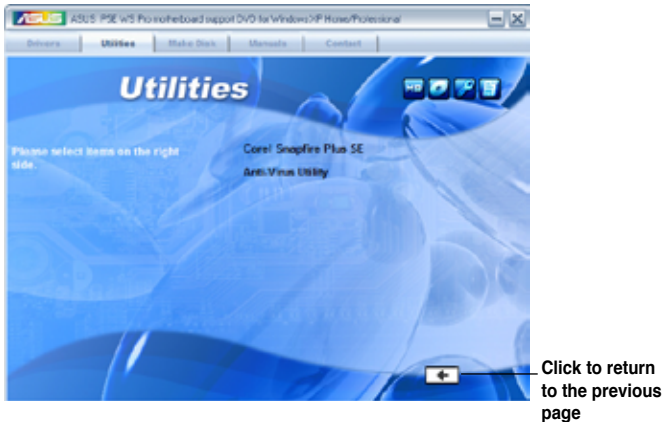 ASUS ASUS P5E WS Pro motherboard support DVD for Windows XP Home/Professional
Drivers Utilities Make Disk Manuals Contact
Utilities
Please select items on the right
side.
Corel Snapfire Plus SE
Anti-Virus Utility
Click to return
to the previous
page